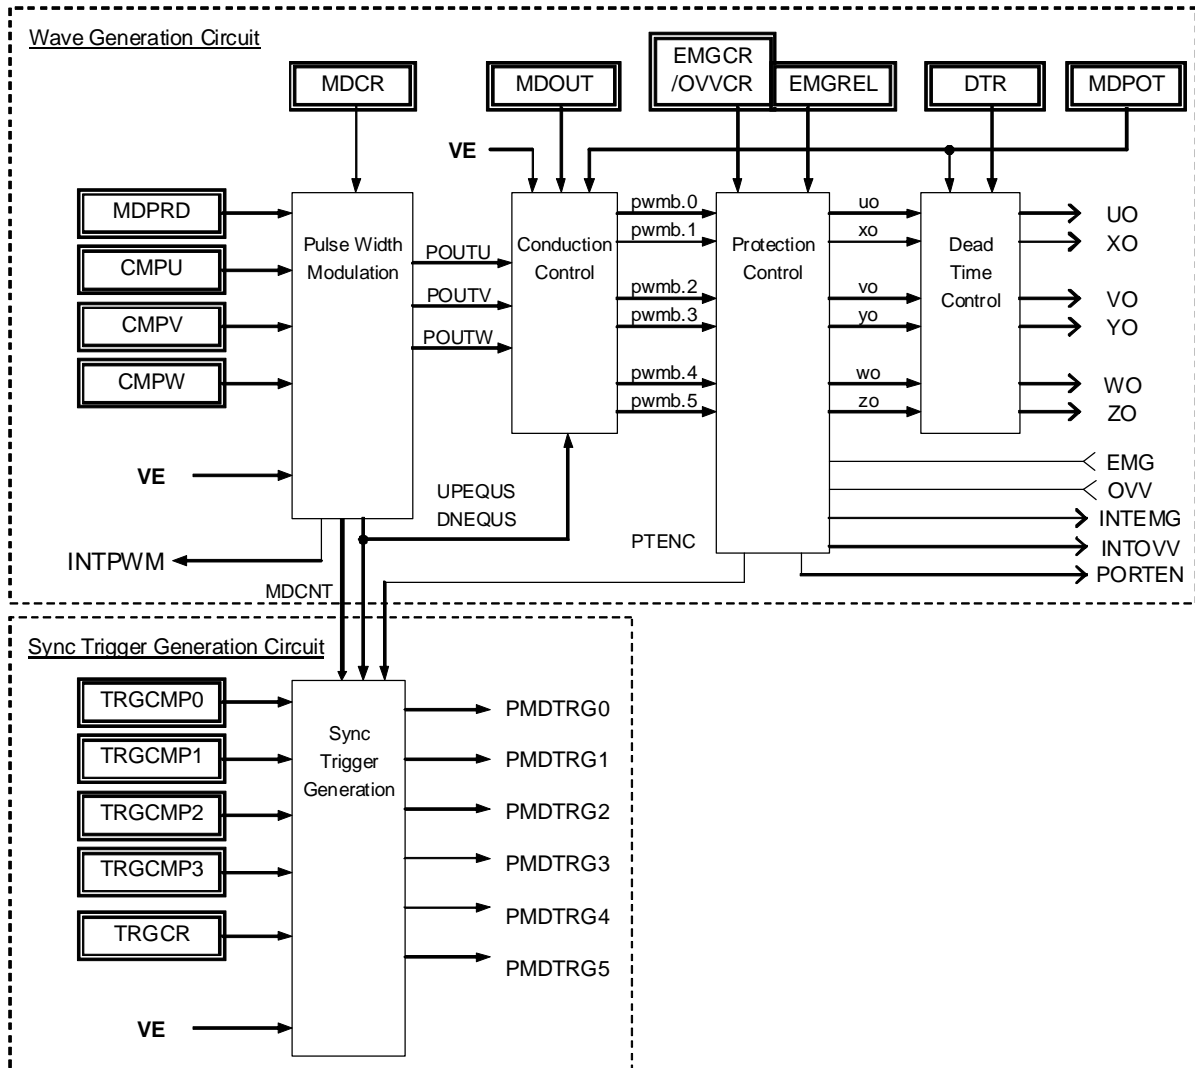 Wave Generation Circuit
MDCR
MDOUT
EMGCR
/OVVCR
EMGREL
DTR
MDPOT
VE
MDPRD
CMPU
CMPV
CMPW
VE
Pulse Width
Modulation
POUTU
POUTV
POUTW
Conduction
Control
pwmb.0
pwmb.1
pwmb.2
pwmb.3
pwmb.4
pwmb.5
Protection
Control
uo
xo
vo
yo
wo
zo
Dead
Time
Control
UO
XO
VO
YO
WO
ZO
EMG
OVV
INTEMG
INTOVV
PORTEN
UPEQUS
DNEQUS
PTENC
INTPWM
MDCNT
Sync Trigger Generation Circuit
TRGCMP0
TRGCMP1
TRGCMP2
TRGCMP3
TRGCR
VE
Sync
Trigger
Generation
PMDTRG0
PMDTRG1
PMDTRG2
PMDTRG3
PMDTRG4
PMDTRG5